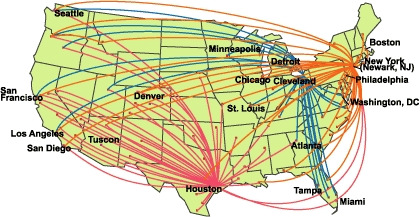 Seattle
Boston
Minneapolis
Detroit
New York
(Newark, NJ)
Chicago
Cleveland
Philadelphia
Denver
San
Francisco
St. Louis
Washington, DC
Los Angeles
Tuscon
San Diego
Atlanta
Houston
Tampa
Miami